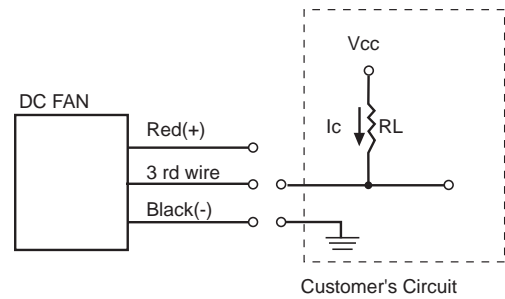 Vcc
DC FAN
Red(+)
Ic
RL
3 rd wire
Black(-)
Customer's Circuit